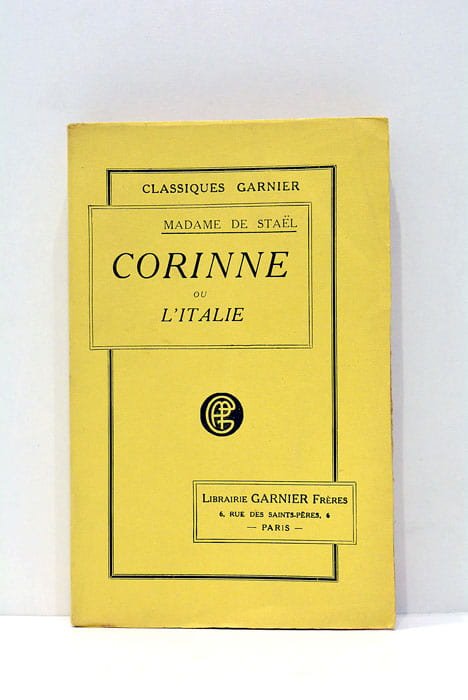 CLASSIQUES GARNIER
MADAME DE STAËL
CORINNE
OU
L'ITALIE
LIBRAIRIE GARNIER FRÈRES
6, RUE DES SAINTS-PÈRES, 6
— PARIS —